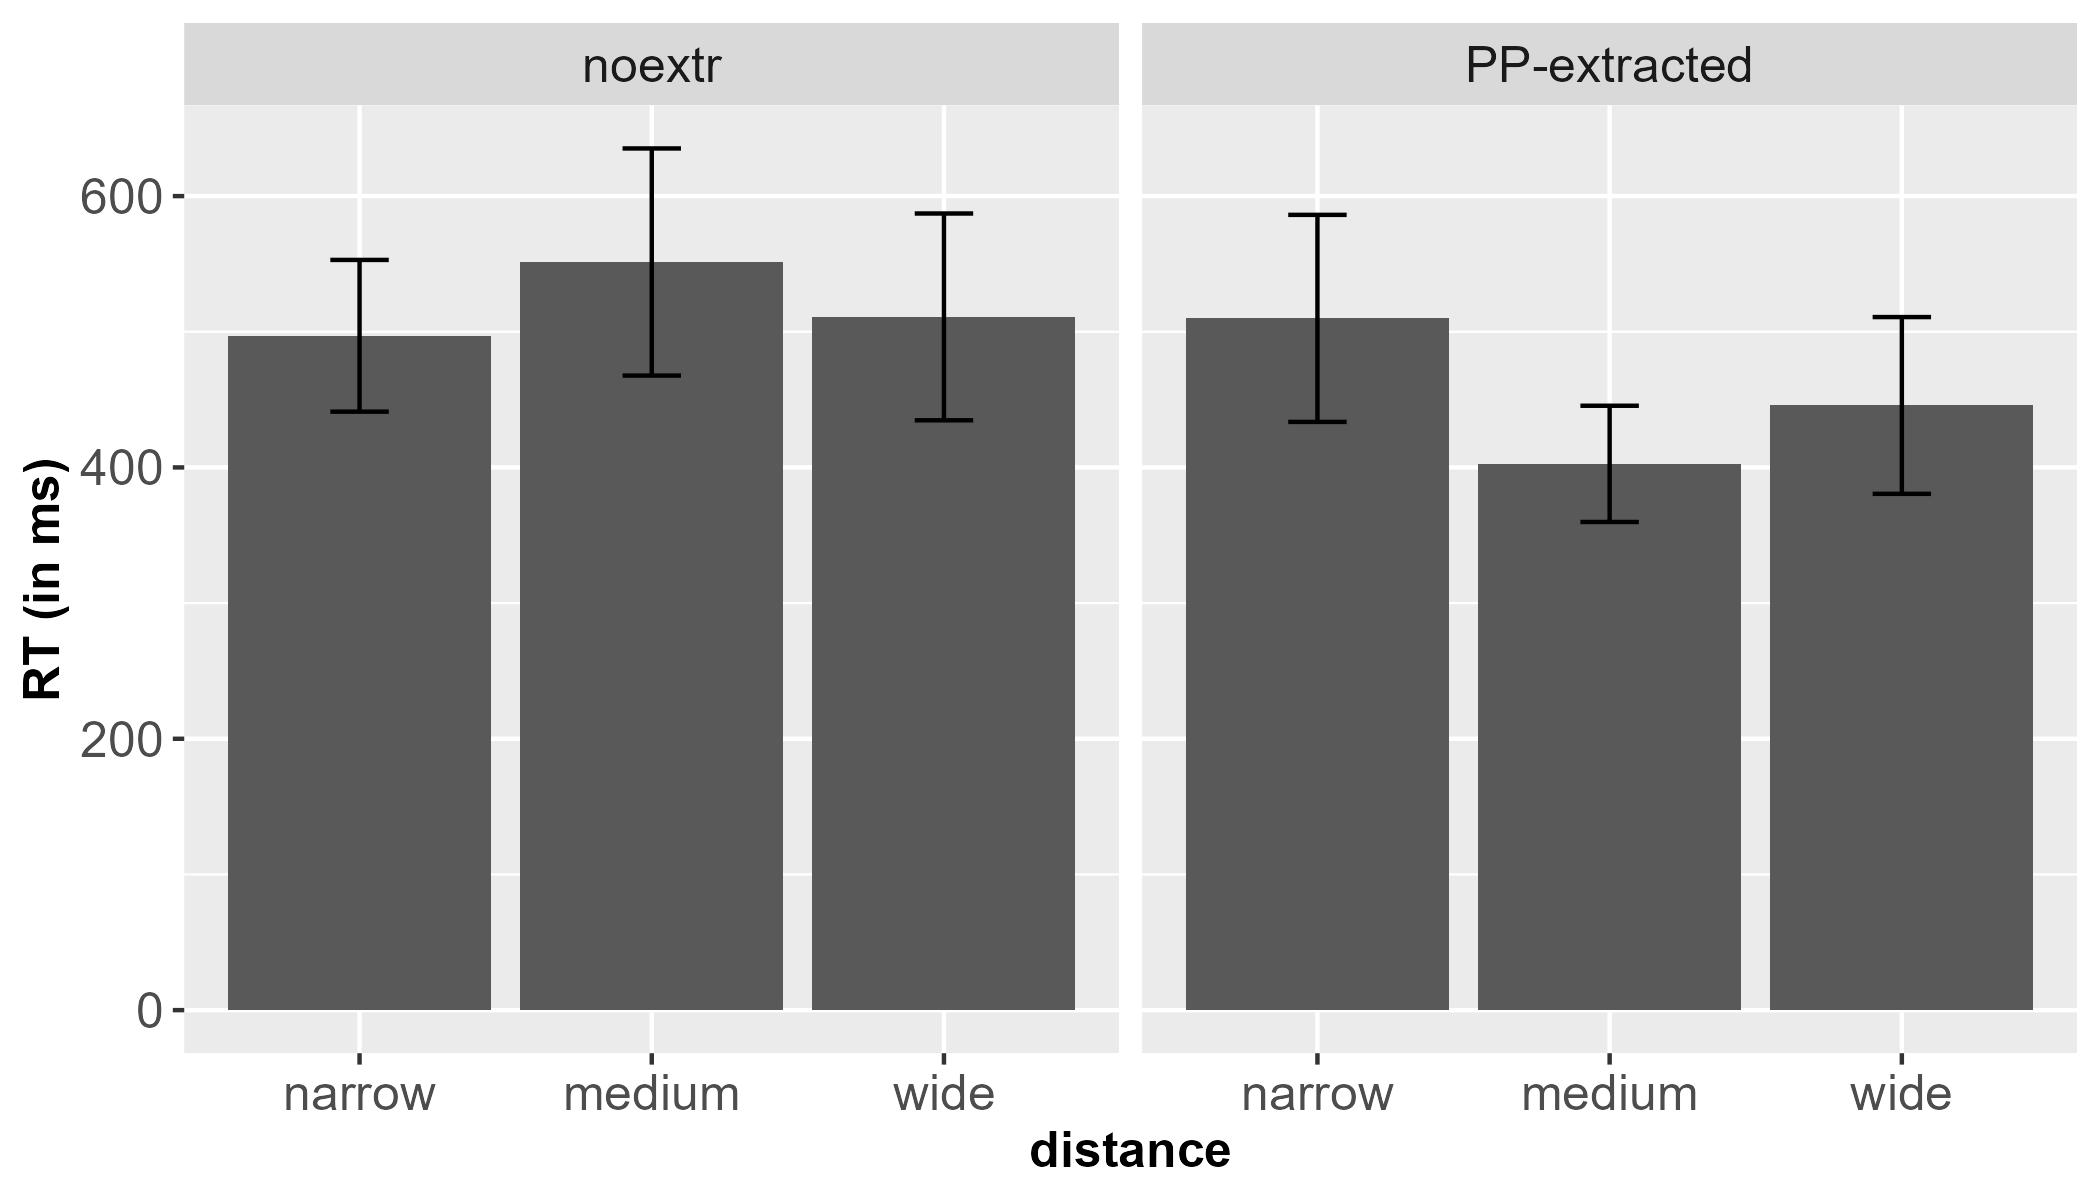 noextr
PP-extracted
RT (in ms)
600
400
200
0
narrow medium wide
narrow medium wide
distance